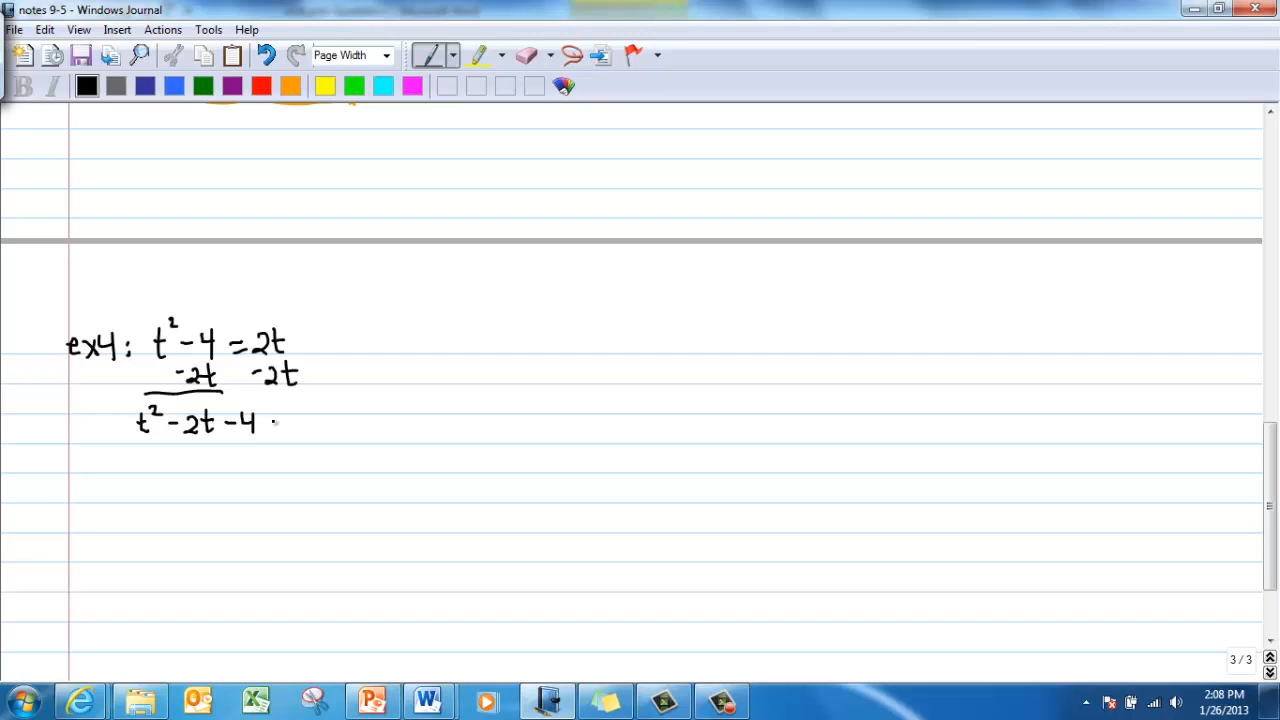 notes 9-5 - Windows Journal
File Edit View Insert Actions Tools Help
Page Width
B I
ex4: t² - 4 = 2t
-2t -2t
t² - 2t - 4
3 / 3
2:08 PM
1/26/2013